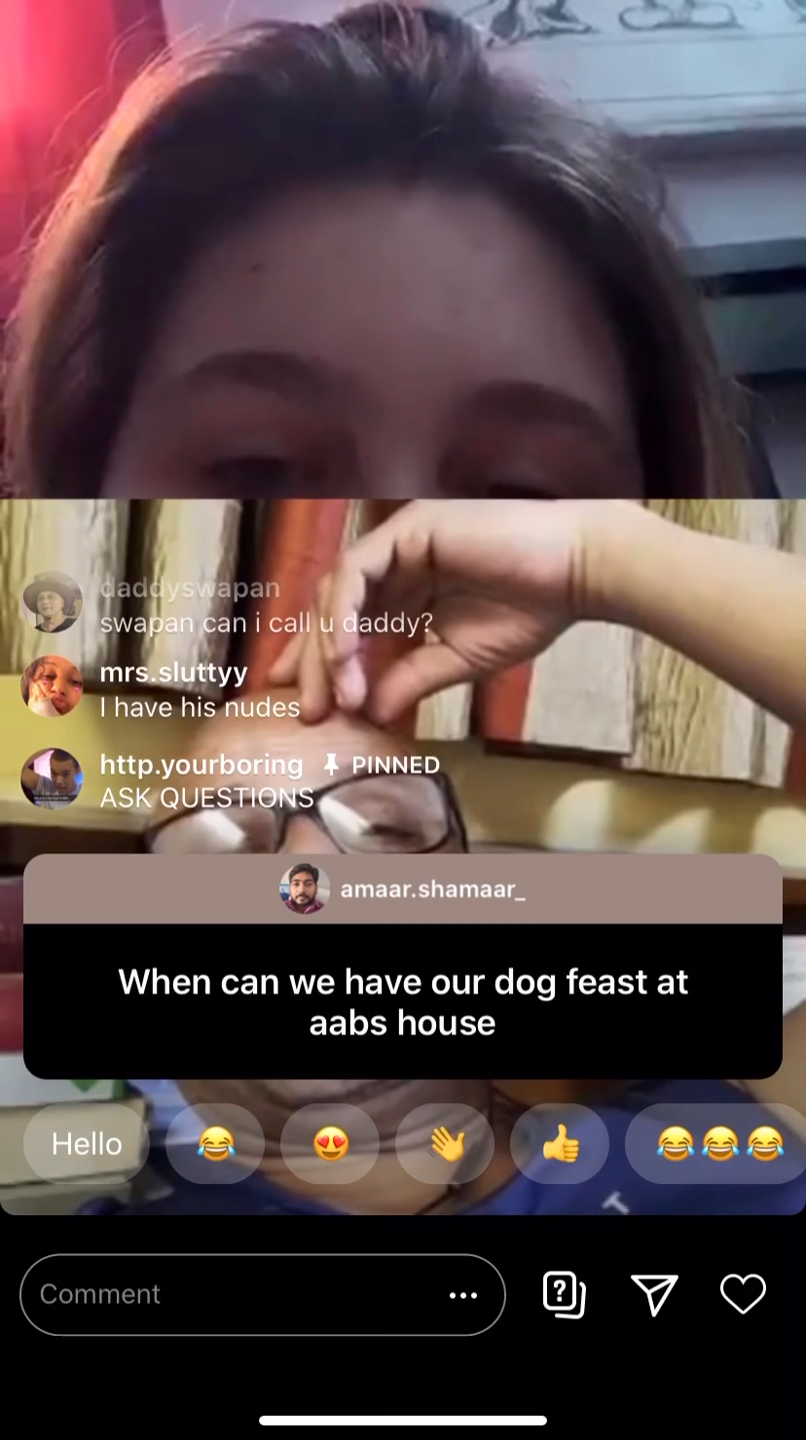 daddyswapan
swapan can i call u daddy?
mrs.sluttyy
I have his nudes
http.yourboring PINNED
ASK QUESTIONS
amaar.shamaar_
When can we have our dog feast at
aabs house
Hello
Comment